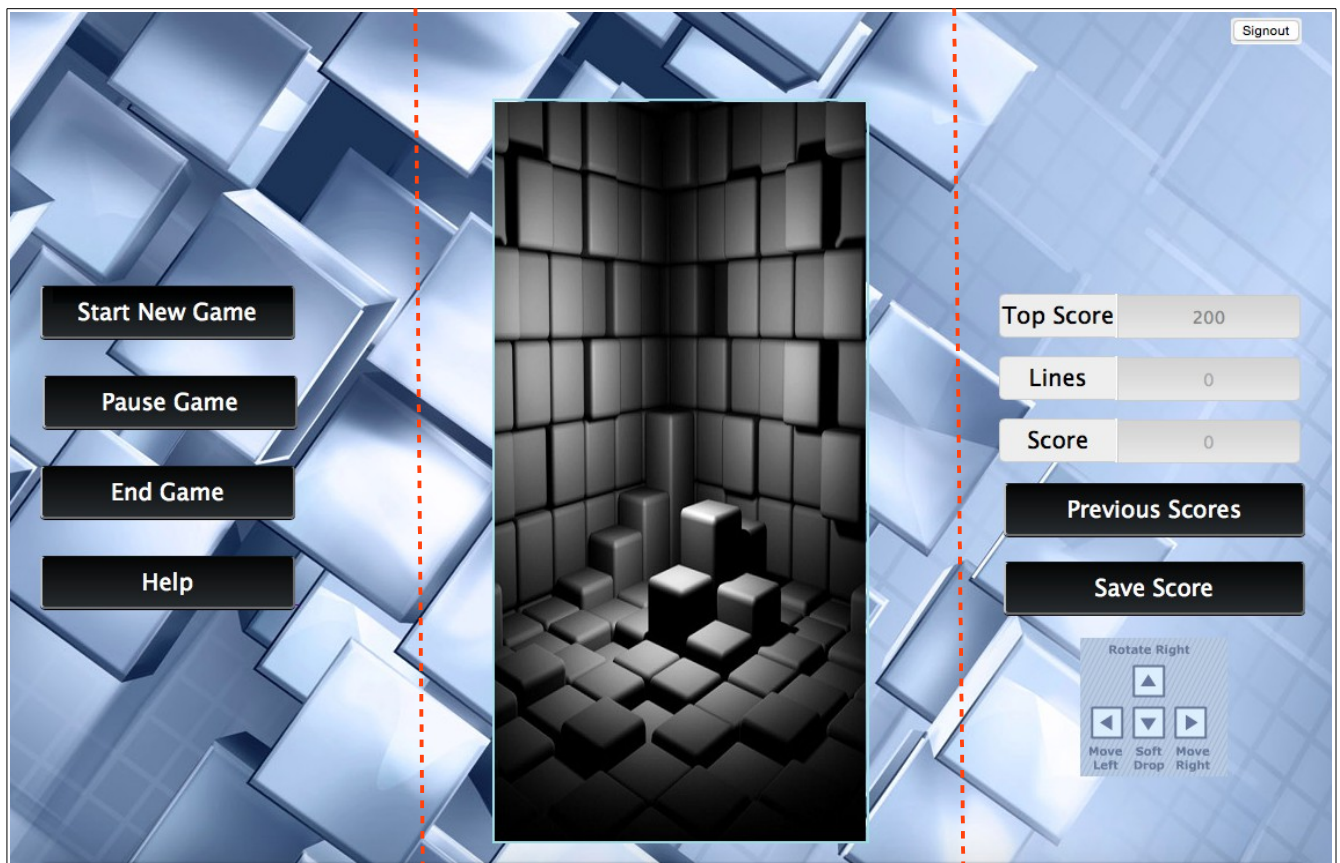 Signout
Start New Game
Pause Game
End Game
Help
Top Score 200
Lines 0
Score 0
Previous Scores
Save Score
Rotate Right
Move Soft Move
Left Drop Right